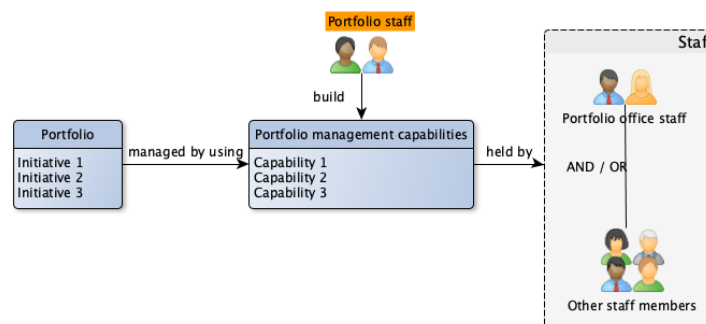 Portfolio staff
Staf
build
Portfolio office staff
Portfolio
Initiative 1
Initiative 2
Initiative 3
managed by using
Portfolio management capabilities
Capability 1
Capability 2
Capability 3
held by
AND / OR
Other staff members